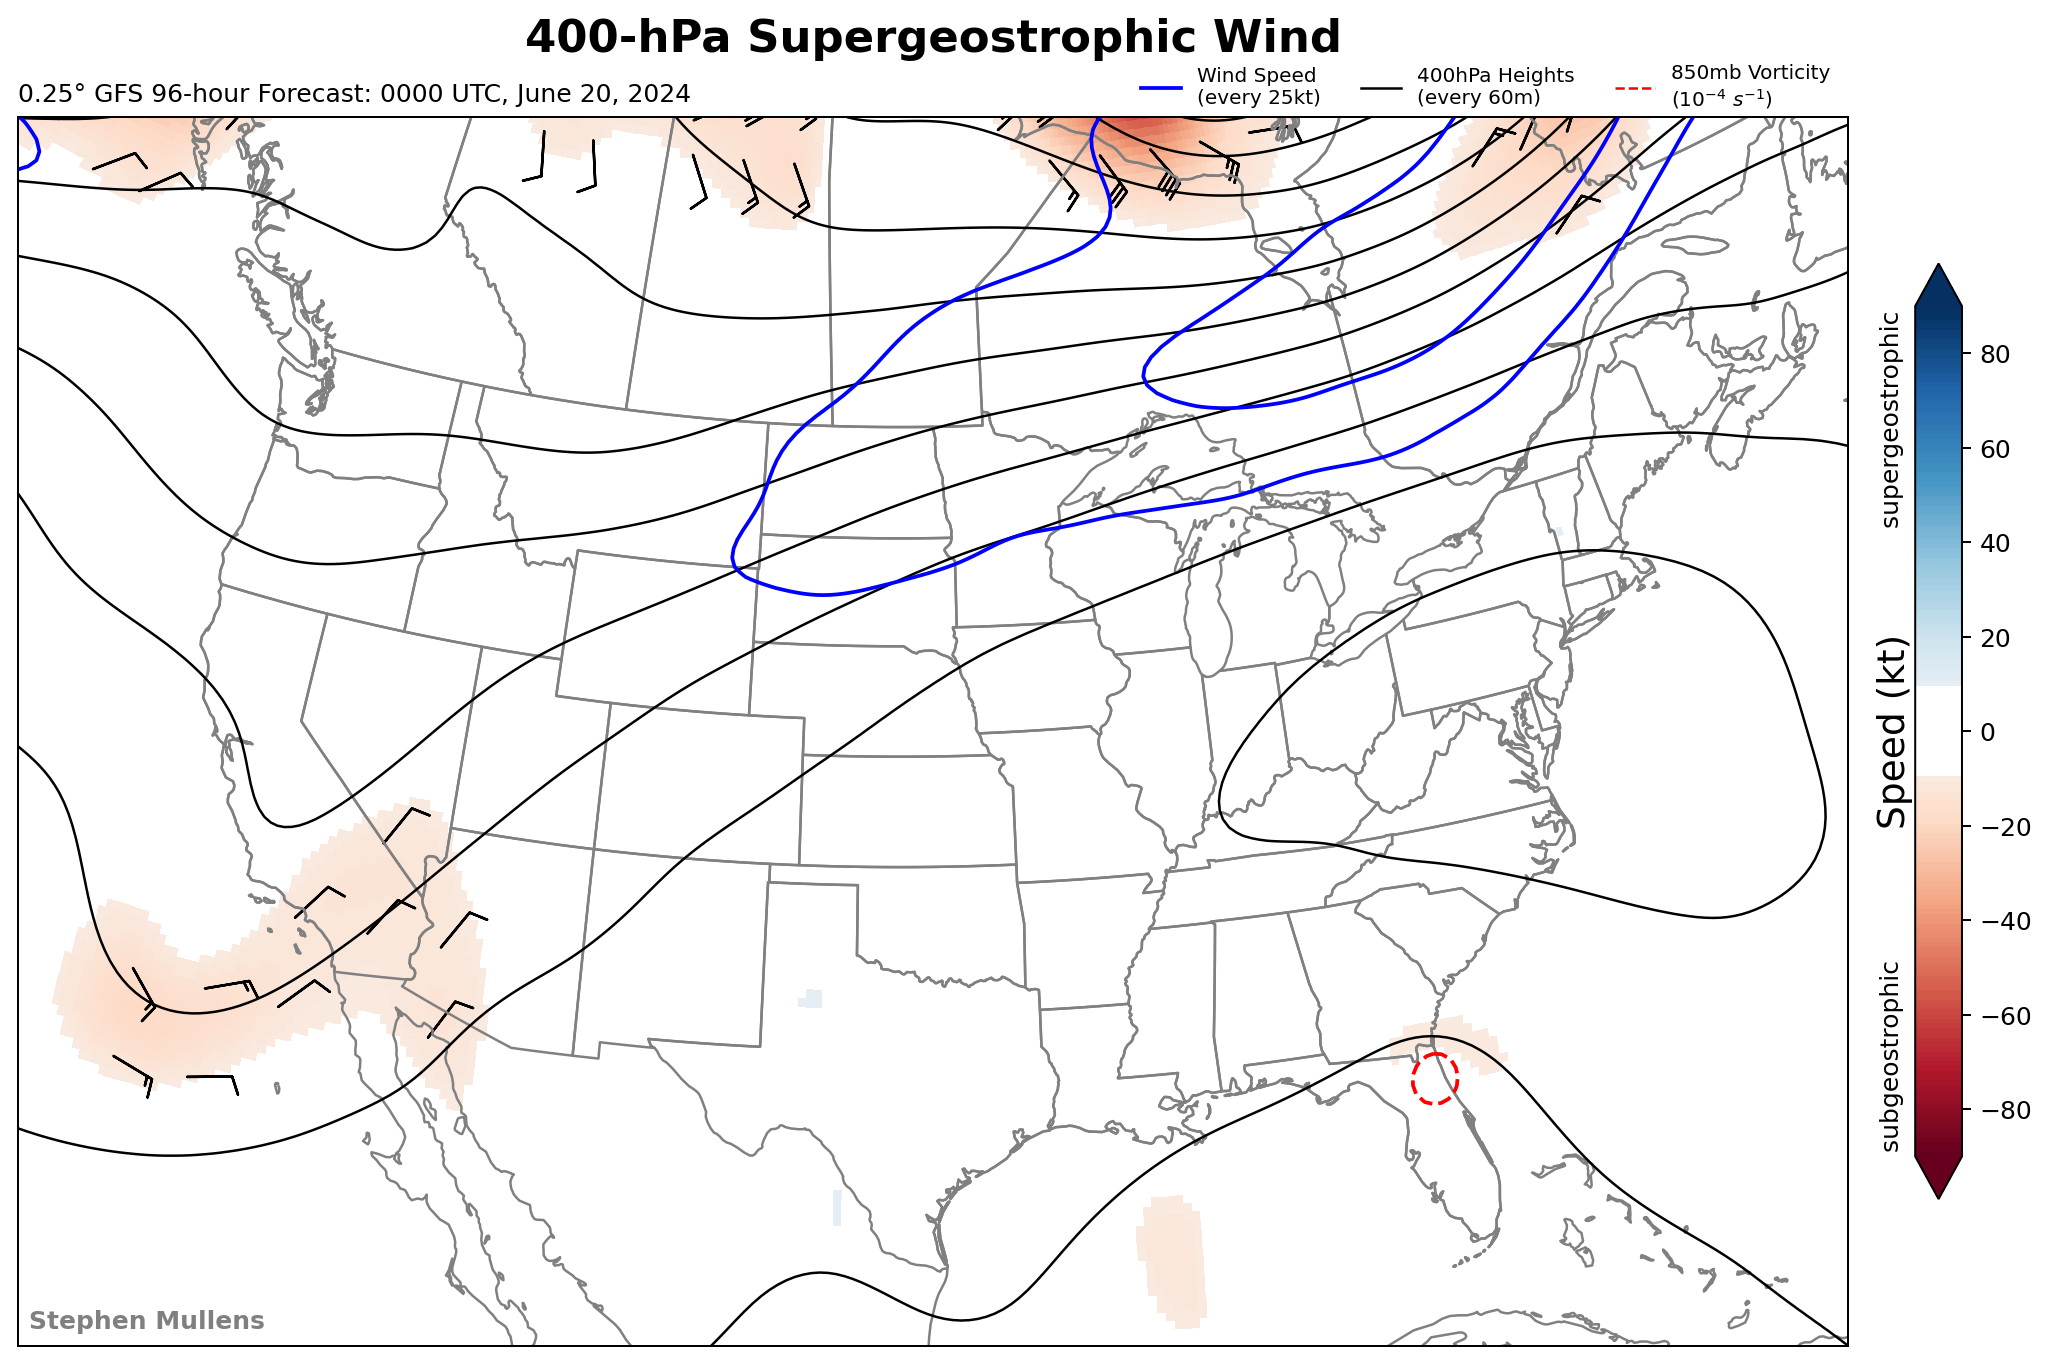 400-hPa Supergeostrophic Wind
0.25° GFS 96-hour Forecast: 0000 UTC, June 20, 2024
Wind Speed
(every 25kt)
400hPa Heights
(every 60m)
850mb Vorticity
(10⁻⁴ s⁻¹)
supergeostrophic
Speed (kt)
subgeostrophic
80
60
40
20
0
−20
−40
−60
−80
Stephen Mullens